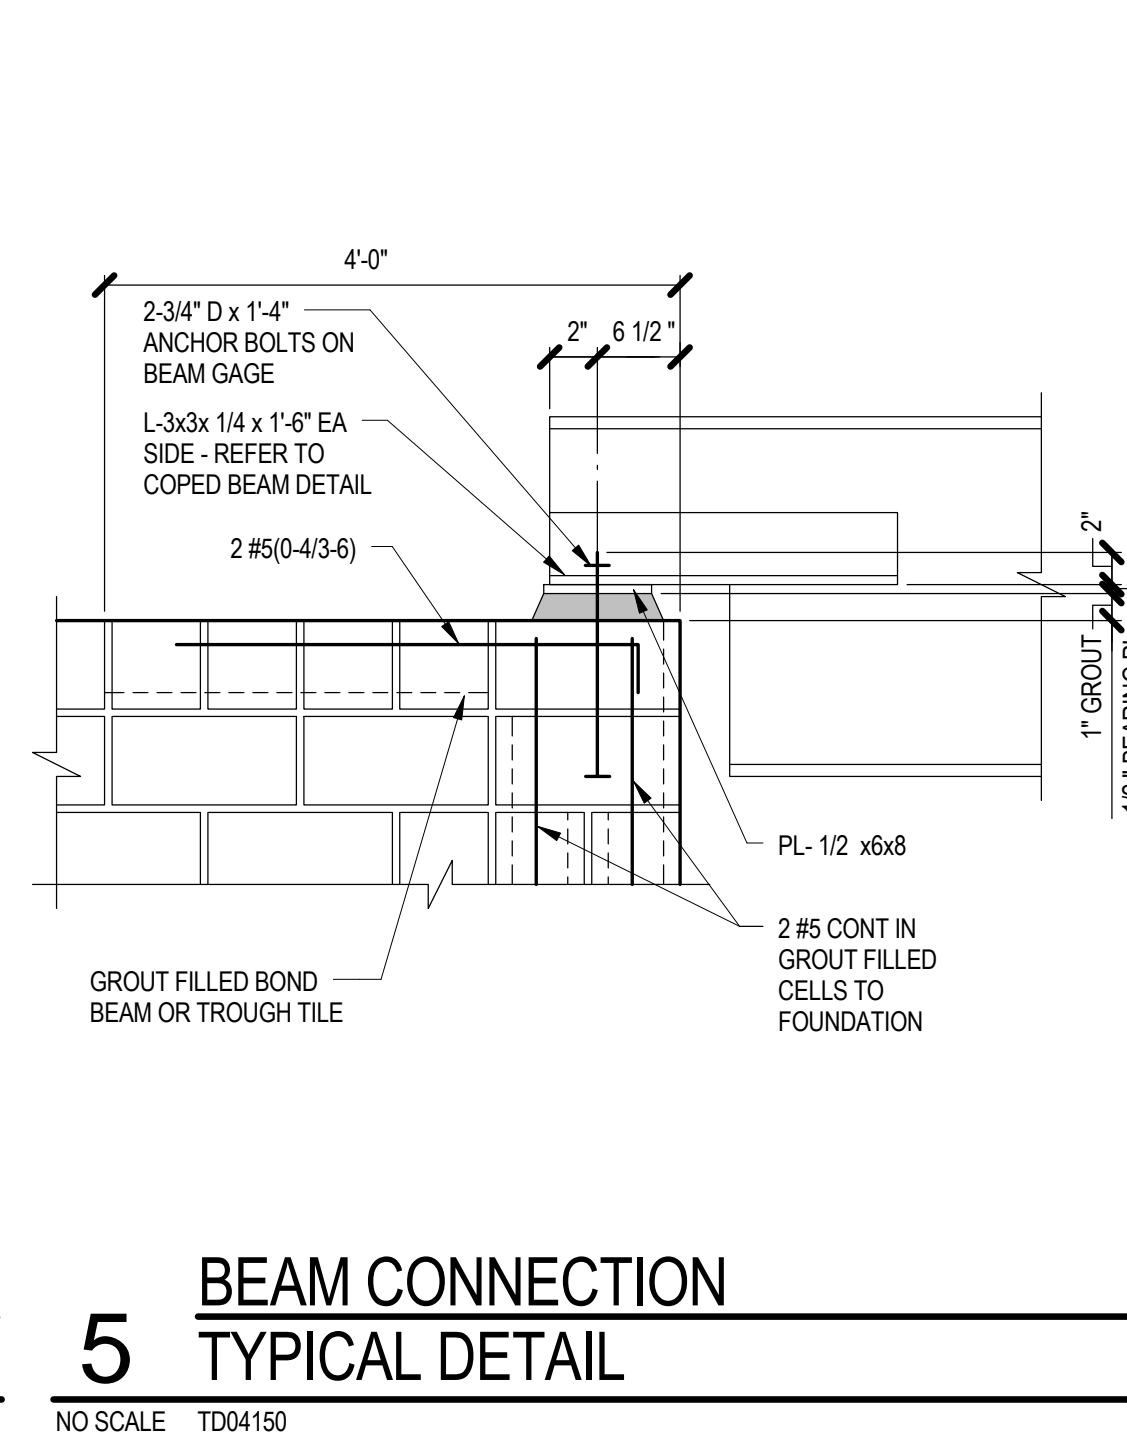 4'-0"
2-3/4" D x 1'-4"
ANCHOR BOLTS ON
BEAM GAGE
2"
6 1/2 "
L-3x3x 1/4 x 1'-6" EA
SIDE - REFER TO
COPED BEAM DETAIL
2 #5(0-4/3-6)
2"
1" GROUT
PL- 1/2  x6x8
2 #5 CONT IN
GROUT FILLED
CELLS TO
FOUNDATION
GROUT FILLED BOND
BEAM OR TROUGH TILE
5
BEAM CONNECTION
TYPICAL DETAIL
NO SCALE
TD04150